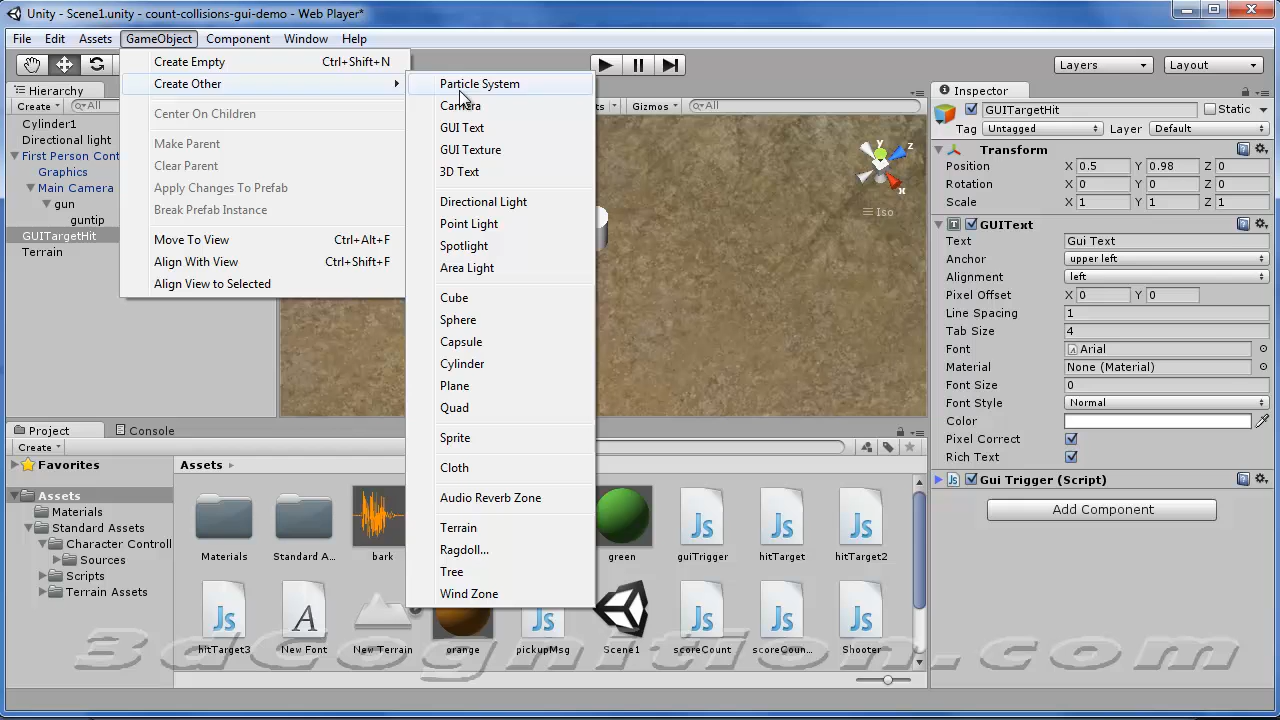 Unity - Scene1.unity - count-collisions-gui-demo - Web Player*
File Edit Assets GameObject Component Window Help
Layers Layout
Create Empty Ctrl+Shift+N
Create Other
Center On Children
Make Parent
Clear Parent
Apply Changes To Prefab
Break Prefab Instance
Move To View Ctrl+Alt+F
Align With View Ctrl+Shift+F
Align View to Selected
Particle System
Camera
GUI Text
GUI Texture
3D Text
Directional Light
Point Light
Spotlight
Area Light
Cube
Sphere
Capsule
Cylinder
Plane
Quad
Sprite
Cloth
Audio Reverb Zone
Terrain
Ragdoll...
Tree
Wind Zone
Hierarchy
Create All
Cylinder1
Directional light
First Person Cont
Graphics
Main Camera
gun
guntip
GUITargetHit
Terrain
ts Gizmos All
y
z
x
Iso
Inspector
GUITargetHit Static
Tag Untagged Layer Default
Transform
Position X 0.5 Y 0.98 Z 0
Rotation X 0 Y 0 Z 0
Scale X 1 Y 1 Z 1
GUIText
Text Gui Text
Anchor upper left
Alignment left
Pixel Offset X 0 Y 0
Line Spacing 1
Tab Size 4
Font Arial
Material None (Material)
Font Size 0
Font Style Normal
Color
Pixel Correct
Rich Text
Gui Trigger (Script)
Add Component
Project Console
Create
Favorites
Assets
Materials
Standard Assets
Character Controll
Sources
Scripts
Terrain Assets
Assets
Materials Standard A... bark green guiTrigger hitTarget hitTarget2
hitTarget3 New Font New Terrain orange pickupMsg Scene1 scoreCount scoreCoun... Shooter
3dCognition.com